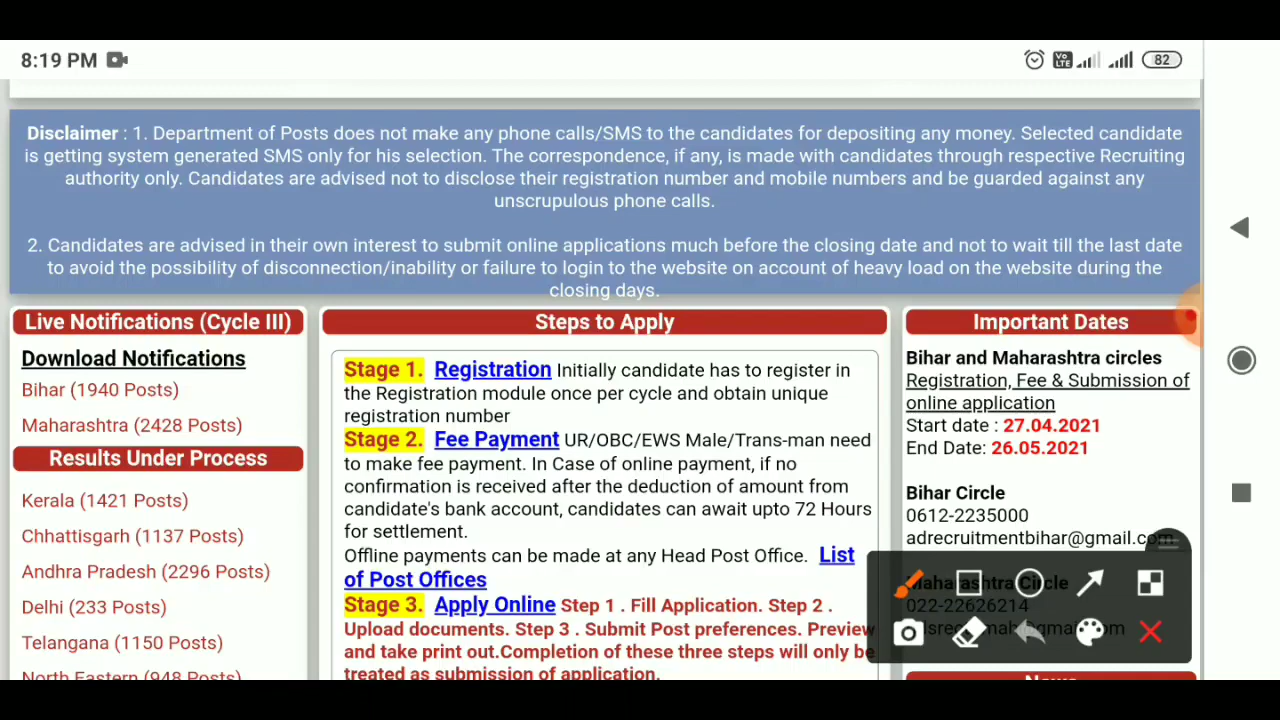 8:19 PM
Vo LTE
82
Disclaimer : 1. Department of Posts does not make any phone calls/SMS to the candidates for depositing any money. Selected candidate
is getting system generated SMS only for his selection. The correspondence, if any, is made with candidates through respective Recruiting
authority only. Candidates are advised not to disclose their registration number and mobile numbers and be guarded against any
unscrupulous phone calls.
2. Candidates are advised in their own interest to submit online applications much before the closing date and not to wait till the last date
to avoid the possibility of disconnection/inability or failure to login to the website on account of heavy load on the website during the
closing days.
Live Notifications (Cycle III)
Download Notifications
Bihar (1940 Posts)
Maharashtra (2428 Posts)
Results Under Process
Kerala (1421 Posts)
Chhattisgarh (1137 Posts)
Andhra Pradesh (2296 Posts)
Delhi (233 Posts)
Telangana (1150 Posts)
North Eastern (948 Posts)
Steps to Apply
Stage 1. Registration Initially candidate has to register in
the Registration module once per cycle and obtain unique
registration number
Stage 2. Fee Payment UR/OBC/EWS Male/Trans-man need
to make fee payment. In Case of online payment, if no
confirmation is received after the deduction of amount from
candidate's bank account, candidates can await upto 72 Hours
for settlement.
Offline payments can be made at any Head Post Office. List
of Post Offices
Stage 3. Apply Online Step 1 . Fill Application. Step 2 .
Upload documents. Step 3 . Submit Post preferences. Preview
and take print out.Completion of these three steps will only be
treated as submission of application.
Important Dates
Bihar and Maharashtra circles
Registration, Fee & Submission of
online application
Start date : 27.04.2021
End Date: 26.05.2021
Bihar Circle
0612-2235000
adrecruitmentbihar@gmail.com
Maharashtra Circle
022-22626214